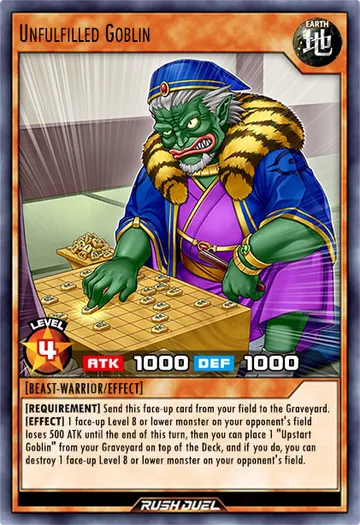 Unfulfilled Goblin
EARTH
地
LEVEL
4
ATK 1000 DEF 1000
[BEAST-WARRIOR/EFFECT]
[REQUIREMENT] Send this face-up card from your field to the Graveyard.
[EFFECT] 1 face-up Level 8 or lower monster on your opponent's field
loses 500 ATK until the end of this turn, then you can place 1 "Upstart
Goblin" from your Graveyard on top of the Deck, and if you do, you can
destroy 1 face-up Level 8 or lower monster on your opponent's field.
RUSH DUEL